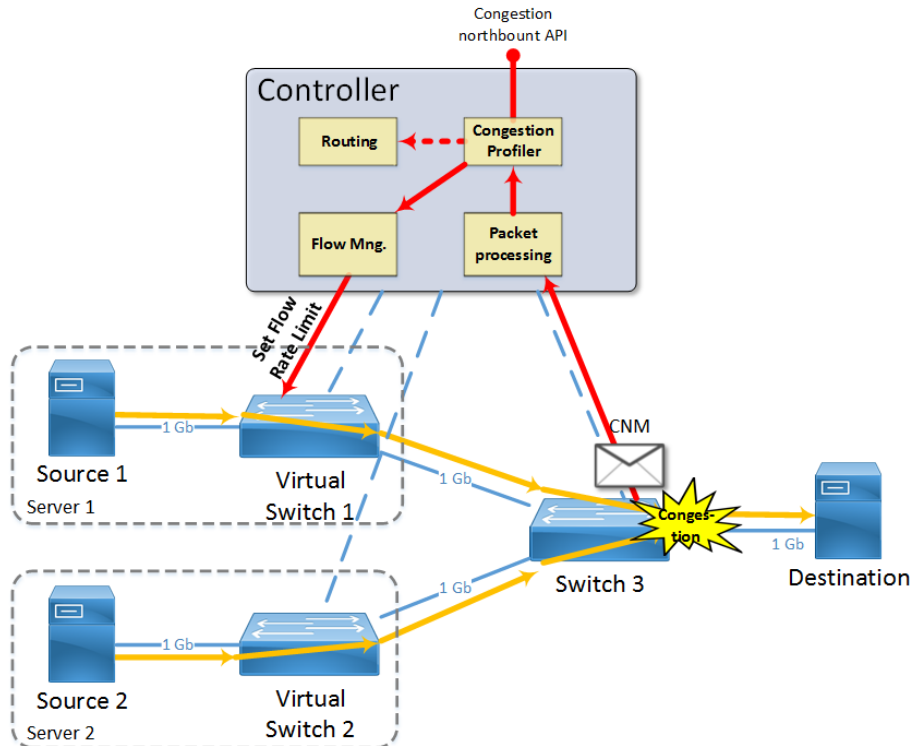 Congestion
northbount API
Controller
Routing
Congestion
Profiler
Flow Mng.
Packet
processing
Set Flow
Rate Limit
CNM
1 Gb
Source 1
Server 1
Virtual
Switch 1
1 Gb
Conges-
tion
1 Gb
Switch 3
Destination
1 Gb
1 Gb
Source 2
Server 2
Virtual
Switch 2